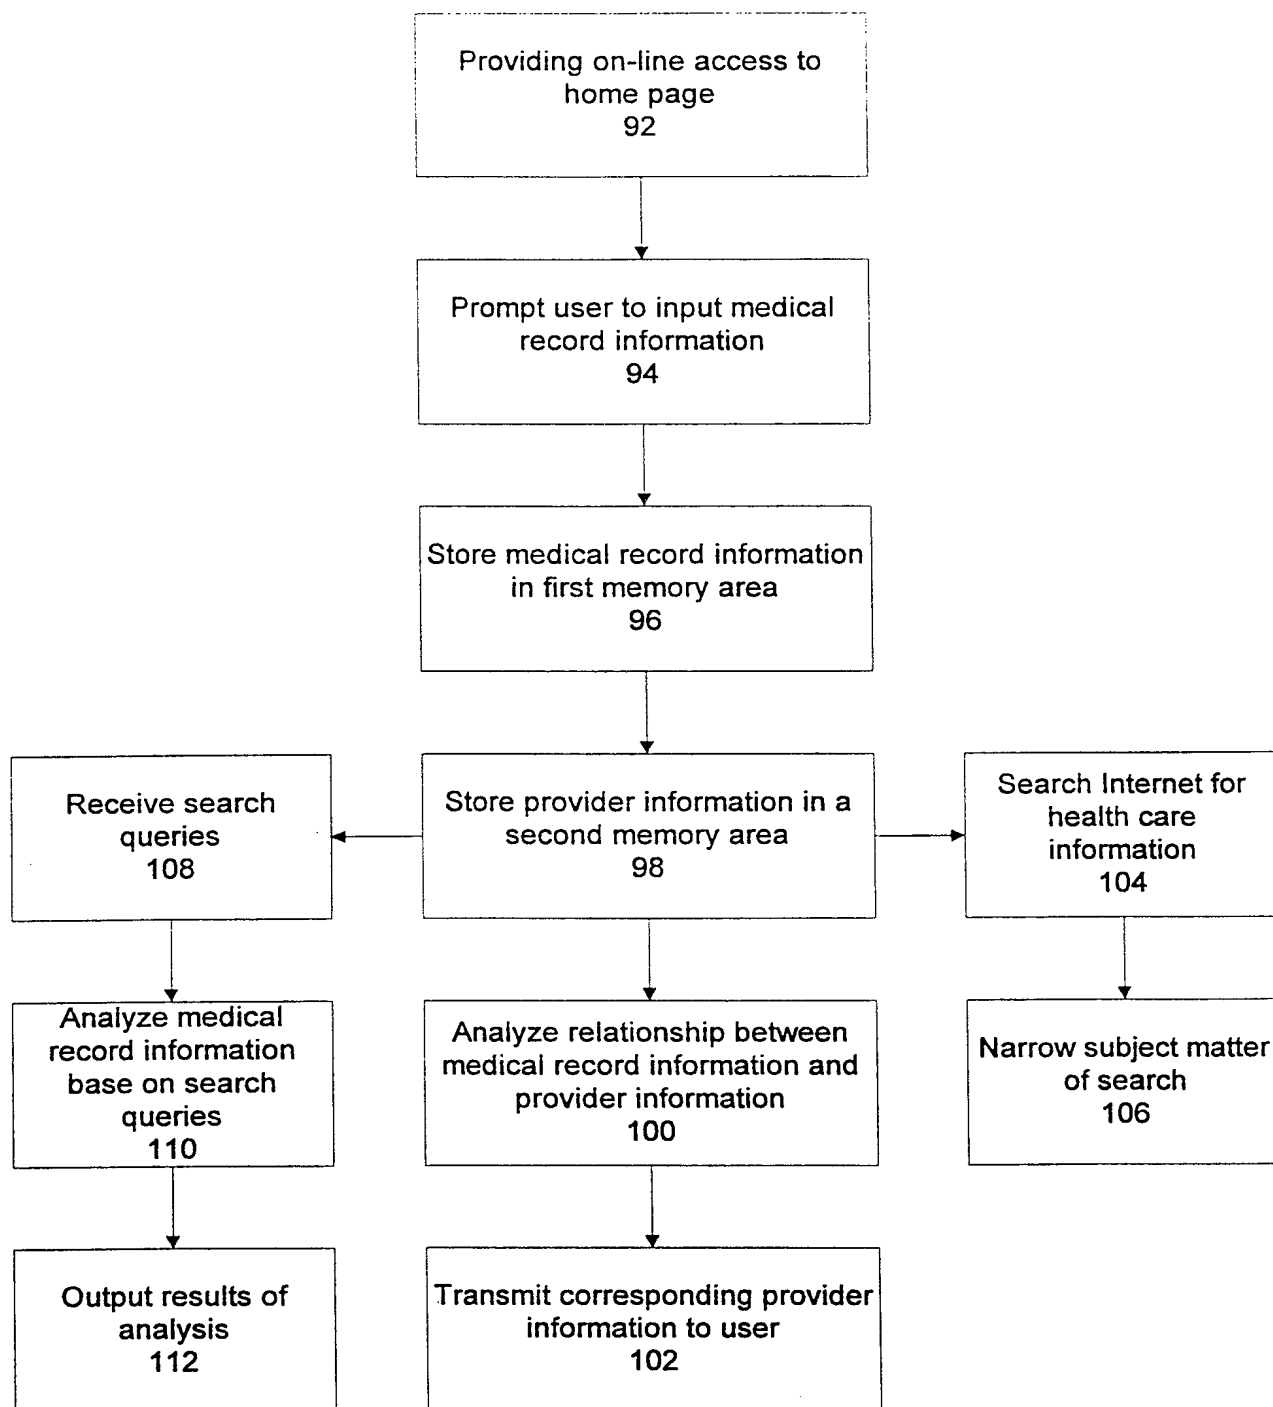 Providing on-line access to
home page
92
Prompt user to input medical
record information
94
Store medical record information
in first memory area
96
Receive search
queries
108
Store provider information in a
second memory area
98
Search Internet for
health care
information
104
Analyze medical
record information
base on search
queries
110
Analyze relationship between
medical record information and
provider information
100
Narrow subject matter
of search
106
Output results of
analysis
112
Transmit corresponding provider
information to user
102